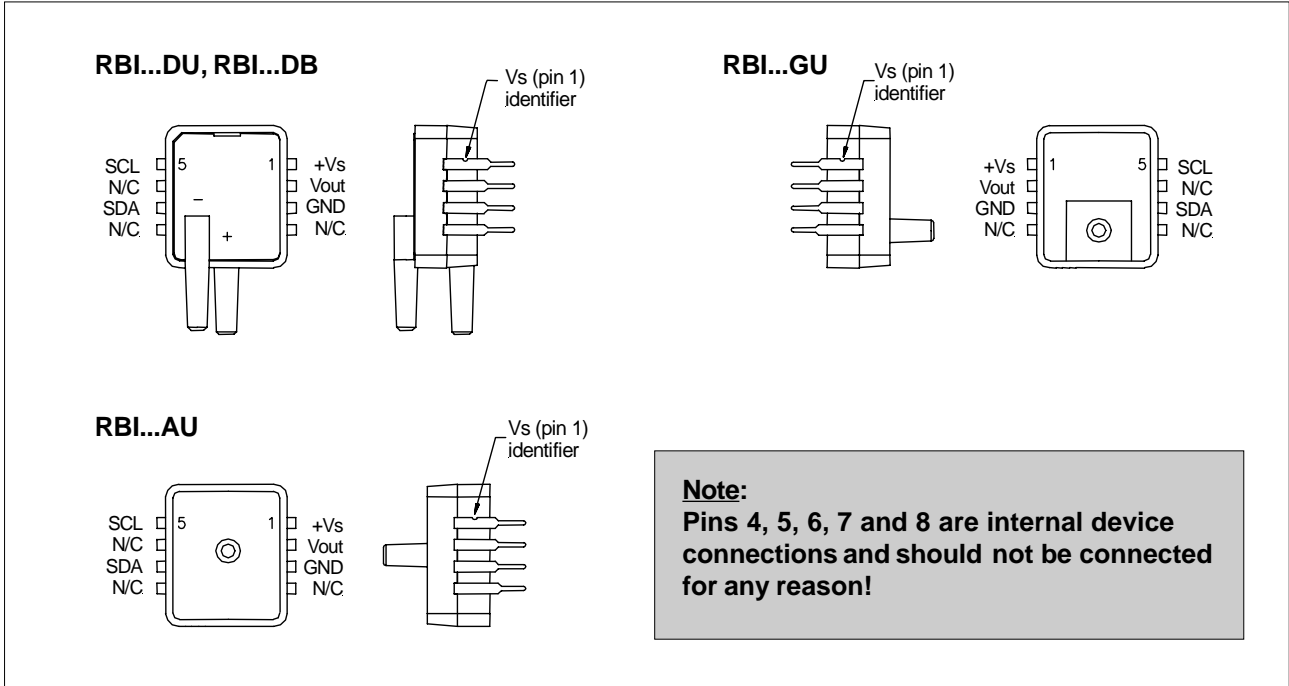 RBI...DU, RBI...DB
Vs (pin 1)
identifier
SCL 5 1 +Vs
N/C Vout
SDA – GND
N/C + N/C
RBI...GU
Vs (pin 1)
identifier
+Vs 1 5 SCL
Vout N/C
GND SDA
N/C N/C
RBI...AU
Vs (pin 1)
identifier
SCL 5 1 +Vs
N/C Vout
SDA GND
N/C N/C
Note:
Pins 4, 5, 6, 7 and 8 are internal device
connections and should not be connected
for any reason!